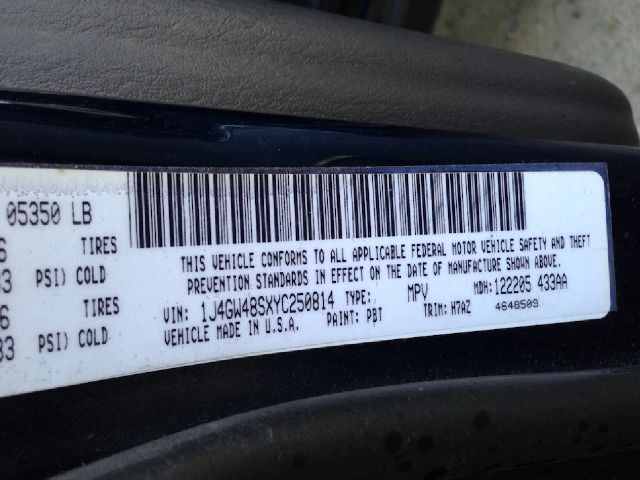 05350 LB
TIRES
PSI) COLD
TIRES
PSI) COLD
THIS VEHICLE CONFORMS TO ALL APPLICABLE FEDERAL MOTOR VEHICLE SAFETY AND THEFT
PREVENTION STANDARDS IN EFFECT ON THE DATE OF MANUFACTURE SHOWN ABOVE.
VIN: 1J4GW48SXYC250814 TYPE: MPV MDH: 122205 433AA
VEHICLE MADE IN U.S.A. PAINT: PBT TRIM: H7AZ 4648509